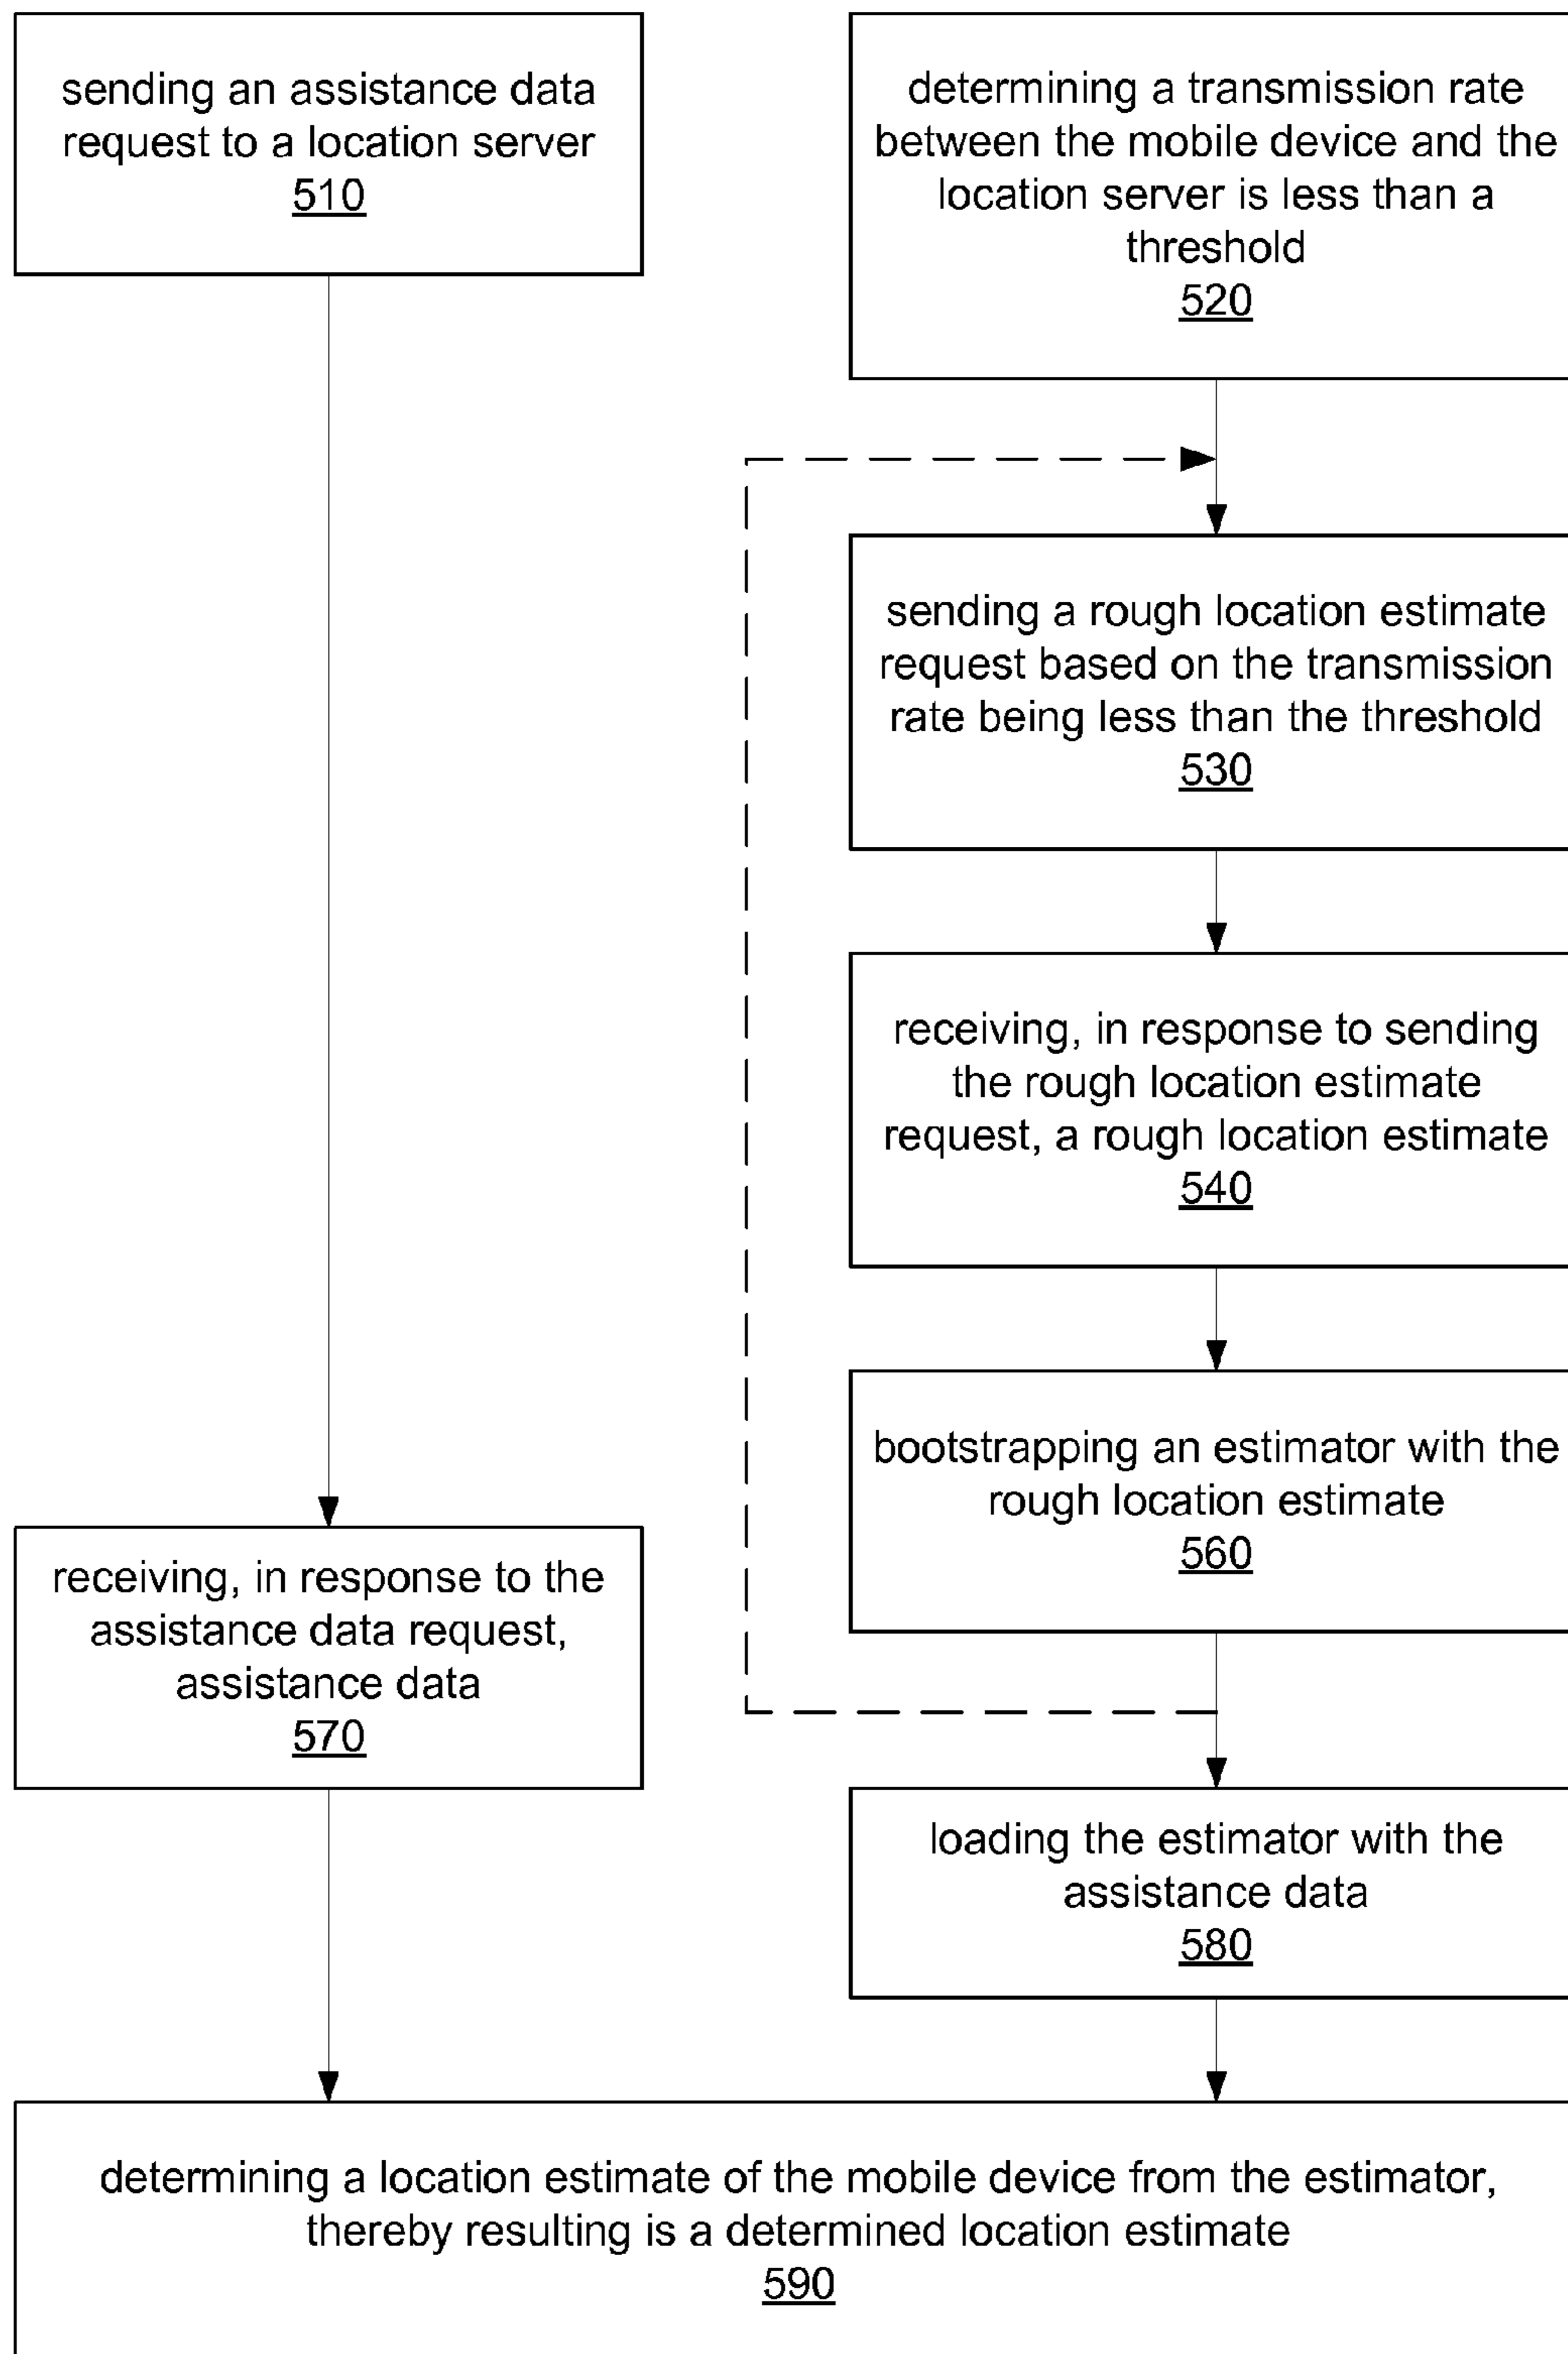 sending an assistance data
request to a location server
510
determining a transmission rate
between the mobile device and the
location server is less than a
threshold
520
sending a rough location estimate
request based on the transmission
rate being less than the threshold
530
receiving, in response to sending
the rough location estimate
request, a rough location estimate
540
bootstrapping an estimator with the
rough location estimate
560
receiving, in response to the
assistance data request,
assistance data
570
loading the estimator with the
assistance data
580
determining a location estimate of the mobile device from the estimator,
thereby resulting is a determined location estimate
590